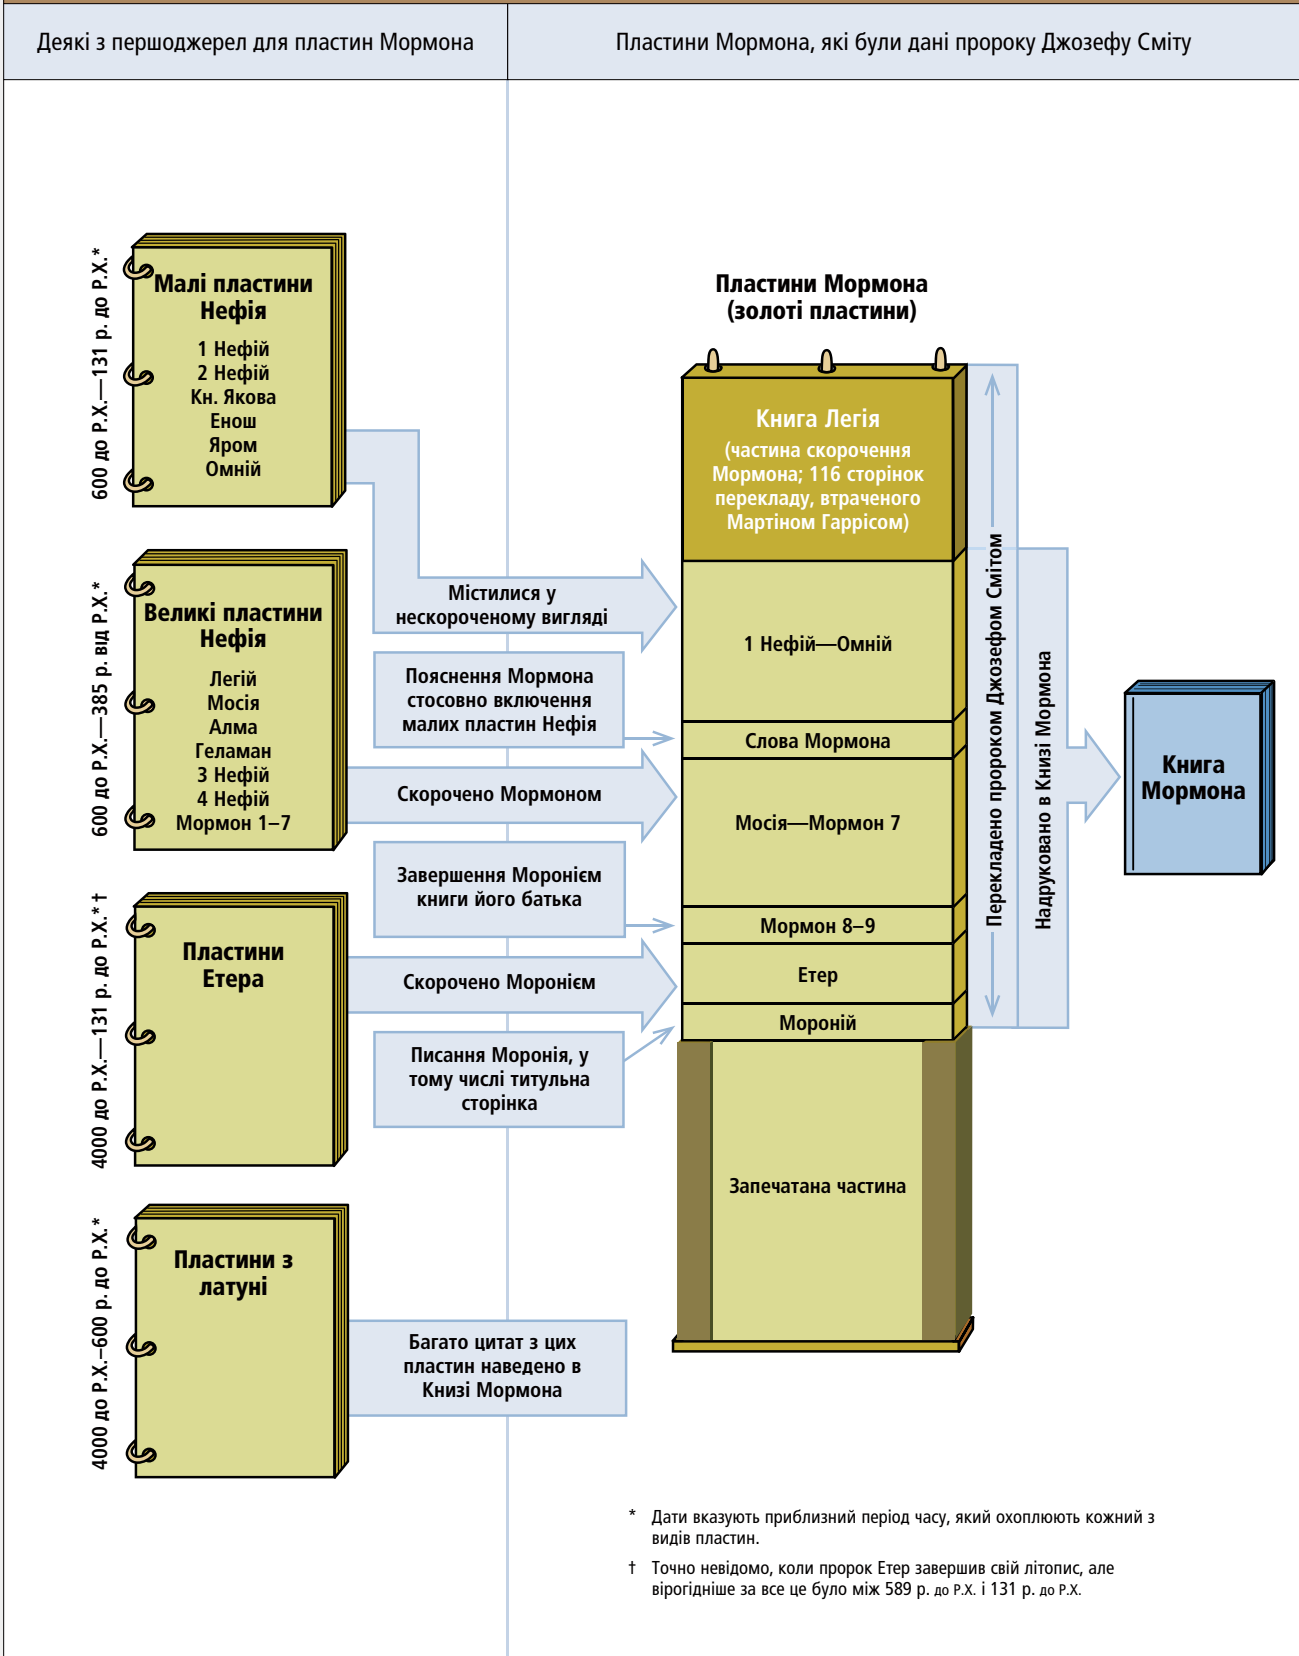 Деякі з першоджерел для пластин Мормона
Пластини Мормона, які були дані пророку Джозефу Сміту
600 до Р.Х.—131 р. до Р.Х.*
Малі пластини
Нефія
1 Нефій
2 Нефій
Кн. Якова
Енош
Яром
Омній
600 до Р.Х.—385 р. від Р.Х.*
Великі пластини
Нефія
Легій
Мосія
Алма
Геламан
3 Нефій
4 Нефій
Мормон 1–7
4000 до Р.Х.—131 р. до Р.Х.*†
Пластини
Етера
4000 до Р.Х.–600 р. до Р.Х.*
Пластини з
латуні
Містилися у
нескороченому вигляді
Пояснення Мормона
стосовно включення
малих пластин Нефія
Скорочено Мормоном
Завершення Моронієм
книги його батька
Скорочено Моронієм
Писання Моронія, у
тому числі титульна
сторінка
Багато цитат з цих
пластин наведено в
Книзі Мормона
Пластини Мормона
(золоті пластини)
Книга Легія
(частина скорочення
Мормона; 116 сторінок
перекладу, втраченого
Мартіном Гаррісом)
1 Нефій—Омній
Слова Мормона
Мосія—Мормон 7
Мормон 8–9
Етер
Мороній
Запечатана частина
Перекладено пророком Джозефом Смітом
Надруковано в Книзі Мормона
Книга
Мормона
* Дати вказують приблизний період часу, який охоплюють кожний з
видів пластин.
† Точно невідомо, коли пророк Етер завершив свій літопис, але
вірогідніше за все це було між 589 р. до Р.Х. і 131 р. до Р.Х.